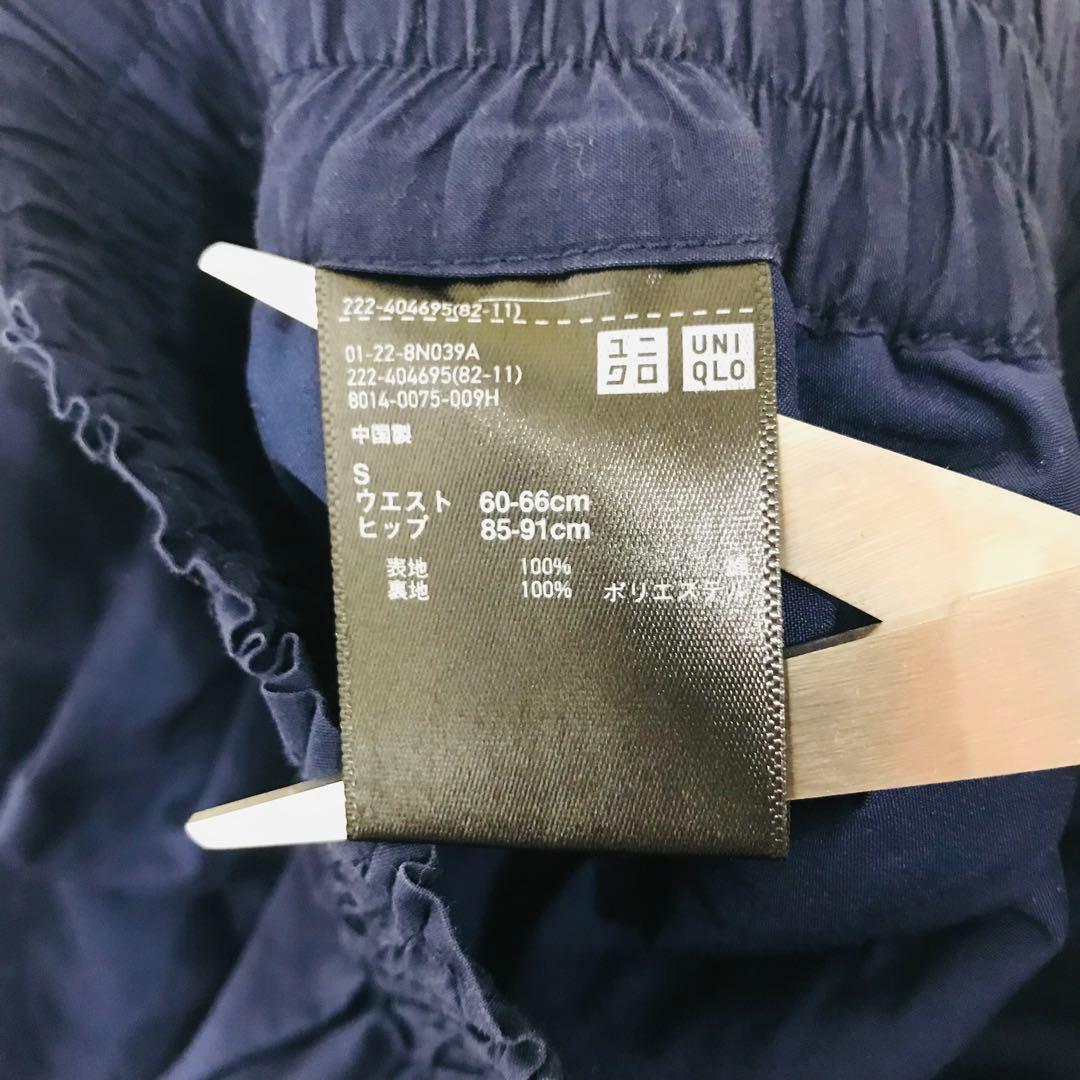 222-404695(82-11)
01-22-8N039A
222-404695(82-11)
8014-0075-009H
ユニ
クロ
UNI
QLO
中国製
S
ウエスト 60-66cm
ヒップ 85-91cm
表地 100% 綿
裏地 100% ポリエステル